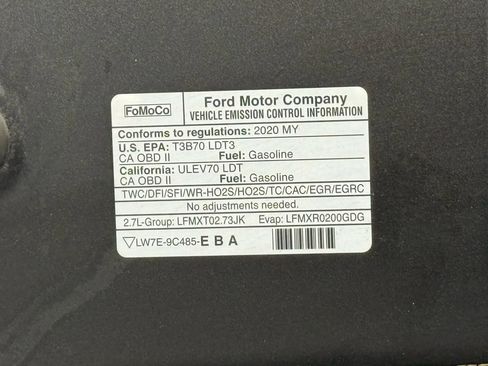 FoMoCo
Ford Motor Company
VEHICLE EMISSION CONTROL INFORMATION
Conforms to regulations: 2020 MY
U.S. EPA: T3B70 LDT3
CA OBD II Fuel: Gasoline
California: ULEV70 LDT
CA OBD II Fuel: Gasoline
TWC/DFI/SFI/WR-HO2S/HO2S/TC/CAC/EGR/EGRC
No adjustments needed.
2.7L-Group: LFMXT02.73JK Evap: LFMXR0200GDG
LW7E-9C485-E B A